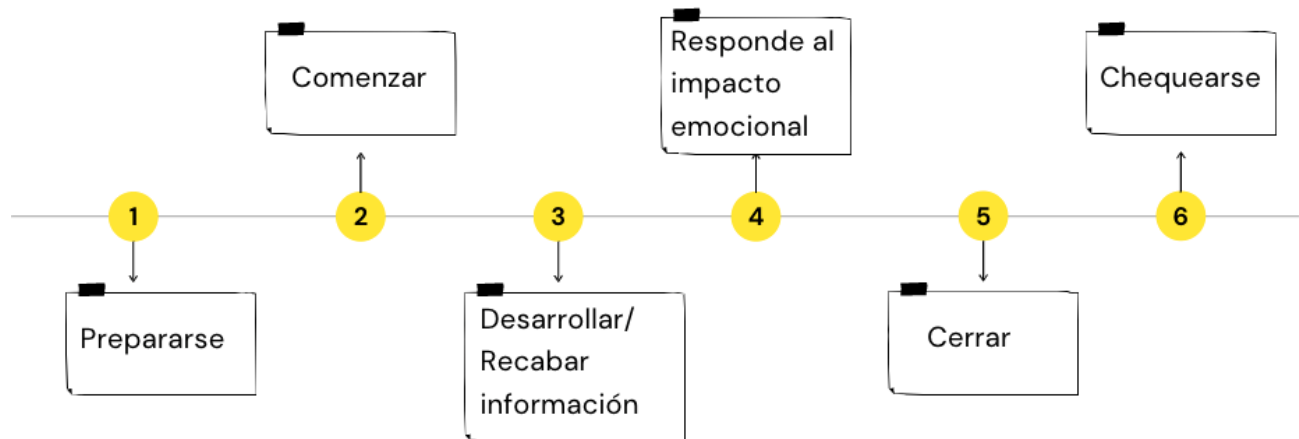 1
Prepararse
2
Comenzar
3
Desarrollar/
Recabar
información
4
Responde al
impacto
emocional
5
Cerrar
6
Chequearse